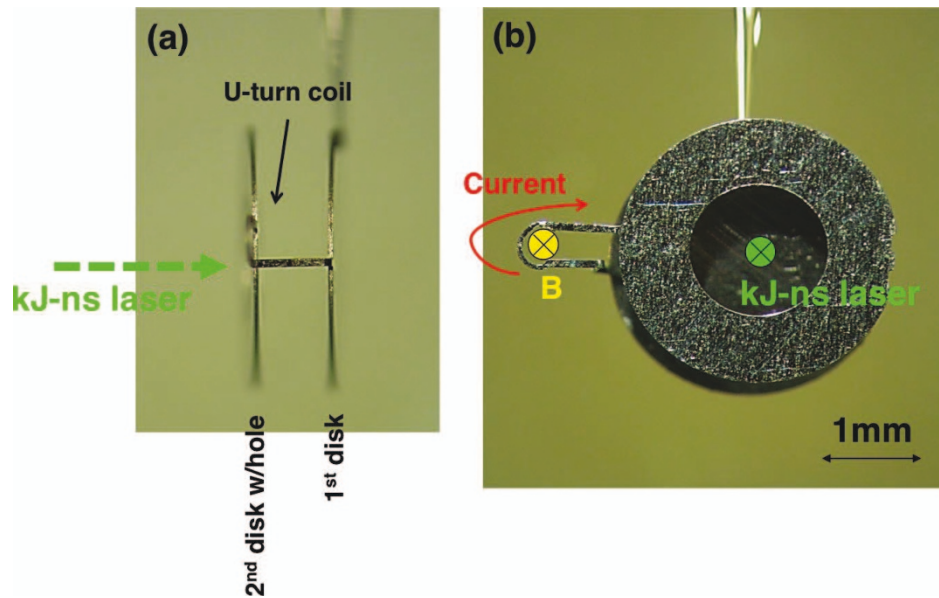 (a)
U-turn coil
kJ-ns laser
2nd disk w/hole
1st disk
(b)
Current
B
kJ-ns laser
1mm